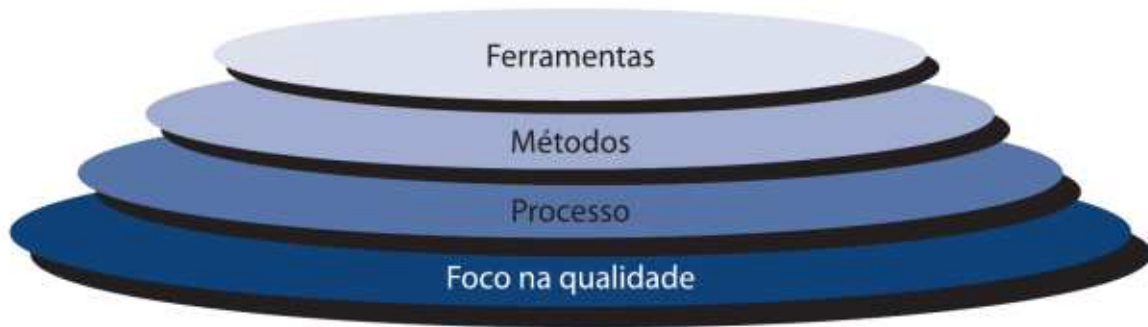 Ferramentas
Métodos
Processo
Foco na qualidade